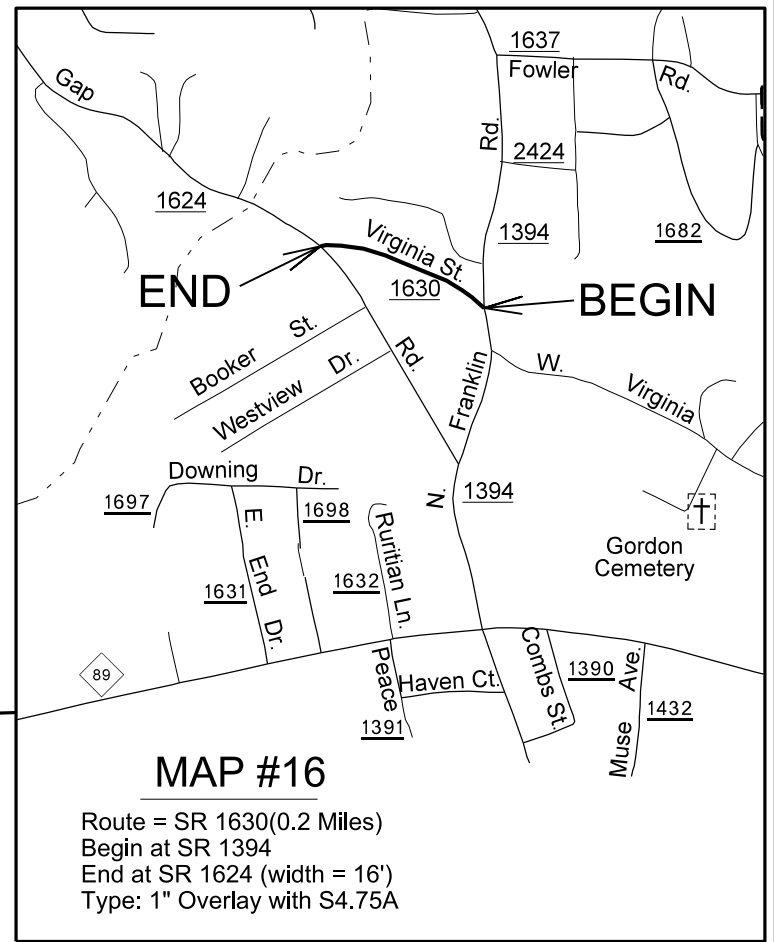 1637
Fowler
Rd.
Gap
Rd.
2424
1624
1394
1682
Virginia St.
END
1630
BEGIN
Booker St.
Rd.
Westview Dr.
Franklin
W.
Virginia
Downing Dr.
1697
1698
N.
1394
E. End Dr.
Ruritian Ln.
Gordon
Cemetery
1631
1632
89
Peace
Haven Ct.
Combs St.
1390
Muse Ave.
1432
1391
MAP #16
Route = SR 1630(0.2 Miles)
Begin at SR 1394
End at SR 1624 (width = 16')
Type: 1" Overlay with S4.75A